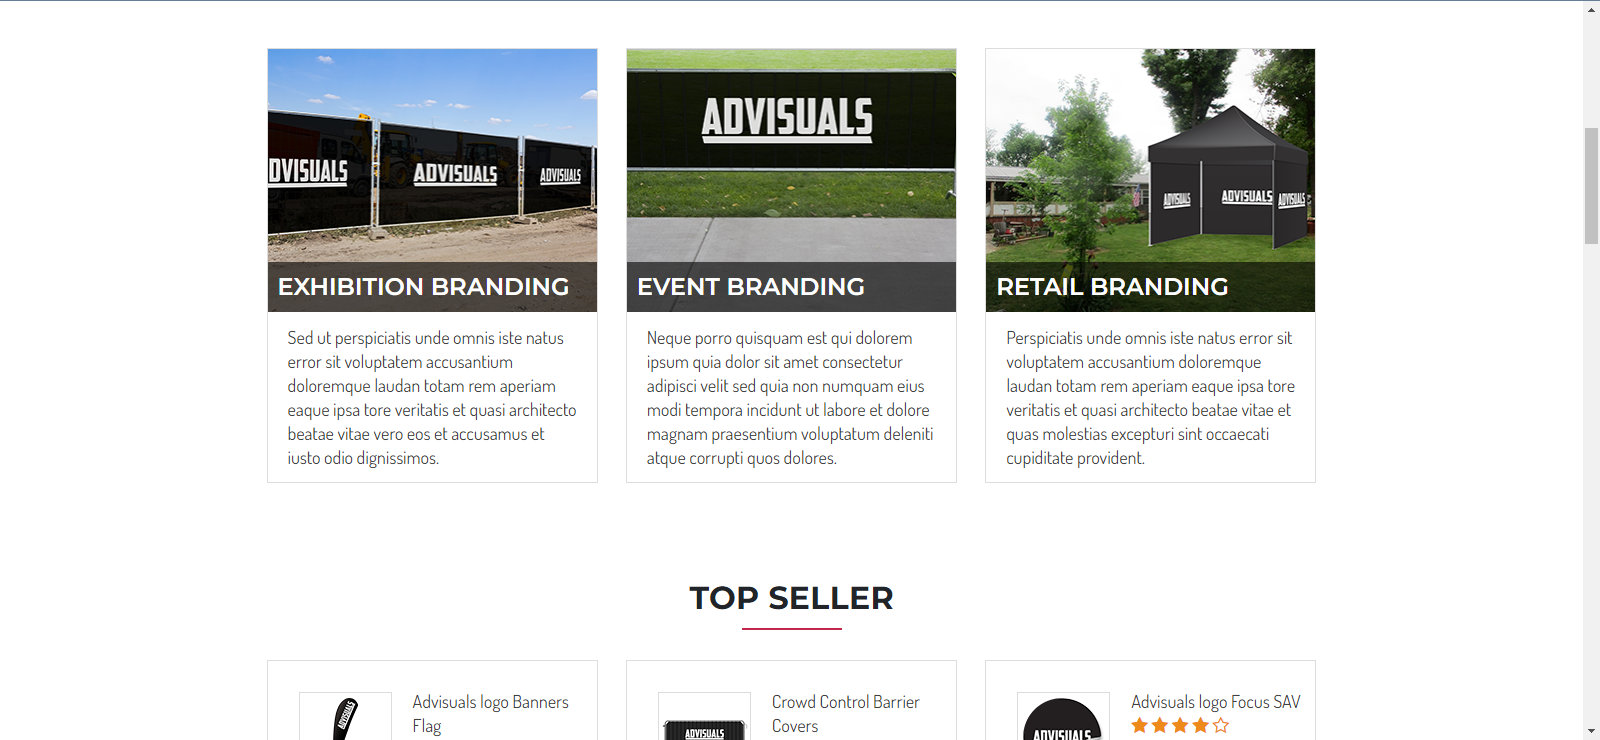 DVISUALS
ADVISUALS
ADVISUALS
EXHIBITION BRANDING
Sed ut perspiciatis unde omnis iste natus
error sit voluptatem accusantium
doloremque laudan totam rem aperiam
eaque ipsa tore veritatis et quasi architecto
beatae vitae vero eos et accusamus et
iusto odio dignissimos.
ADVISUALS
EVENT BRANDING
Neque porro quisquam est qui dolorem
ipsum quia dolor sit amet consectetur
adipisci velit sed quia non numquam eius
modi tempora incidunt ut labore et dolore
magnam praesentium voluptatum deleniti
atque corrupti quos dolores.
ADVISUALS
ADVISUALS
ADVISUALS
RETAIL BRANDING
Perspiciatis unde omnis iste natus error sit
voluptatem accusantium doloremque
laudan totam rem aperiam eaque ipsa tore
veritatis et quasi architecto beatae vitae et
quas molestias excepturi sint occaecati
cupiditate provident.
TOP SELLER
ADVISUALS
Advisuals logo Banners
Flag
ADVISUALS
Crowd Control Barrier
Covers
ADVISUALS
Advisuals logo Focus SAV